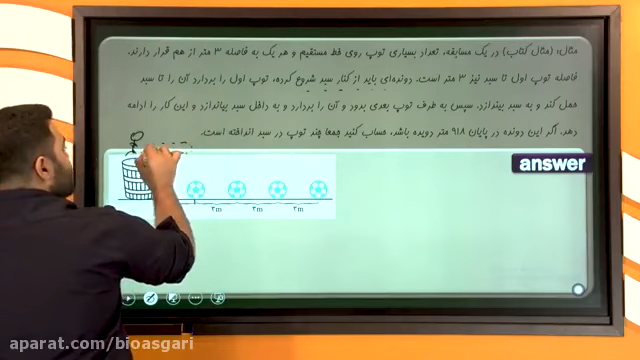 مثال: (مثال کتاب) در یک مسابقه، تعداد بسیاری توپ روی خط مستقیم و هر یک به فاصله ۳ متر از هم قرار دارند.
فاصله توپ اول تا سبد نیز ۳ متر است. دونده‌ای باید از کنار سبد شروع کرده، توپ اول را بردارد آن را تا سبد
حمل کند و به سبد بیندازد. سپس به طرف توپ بعدی بدود و آن را بردارد و به داخل سبد بیاندازد و این کار را ادامه
دهد. اگر این دونده در پایان ۹۱۸ متر دویده باشد، حساب کنید جمعا چند توپ در سبد انداخته است.
answer
۳m ۳m ۳m
aparat.com/bioasgari